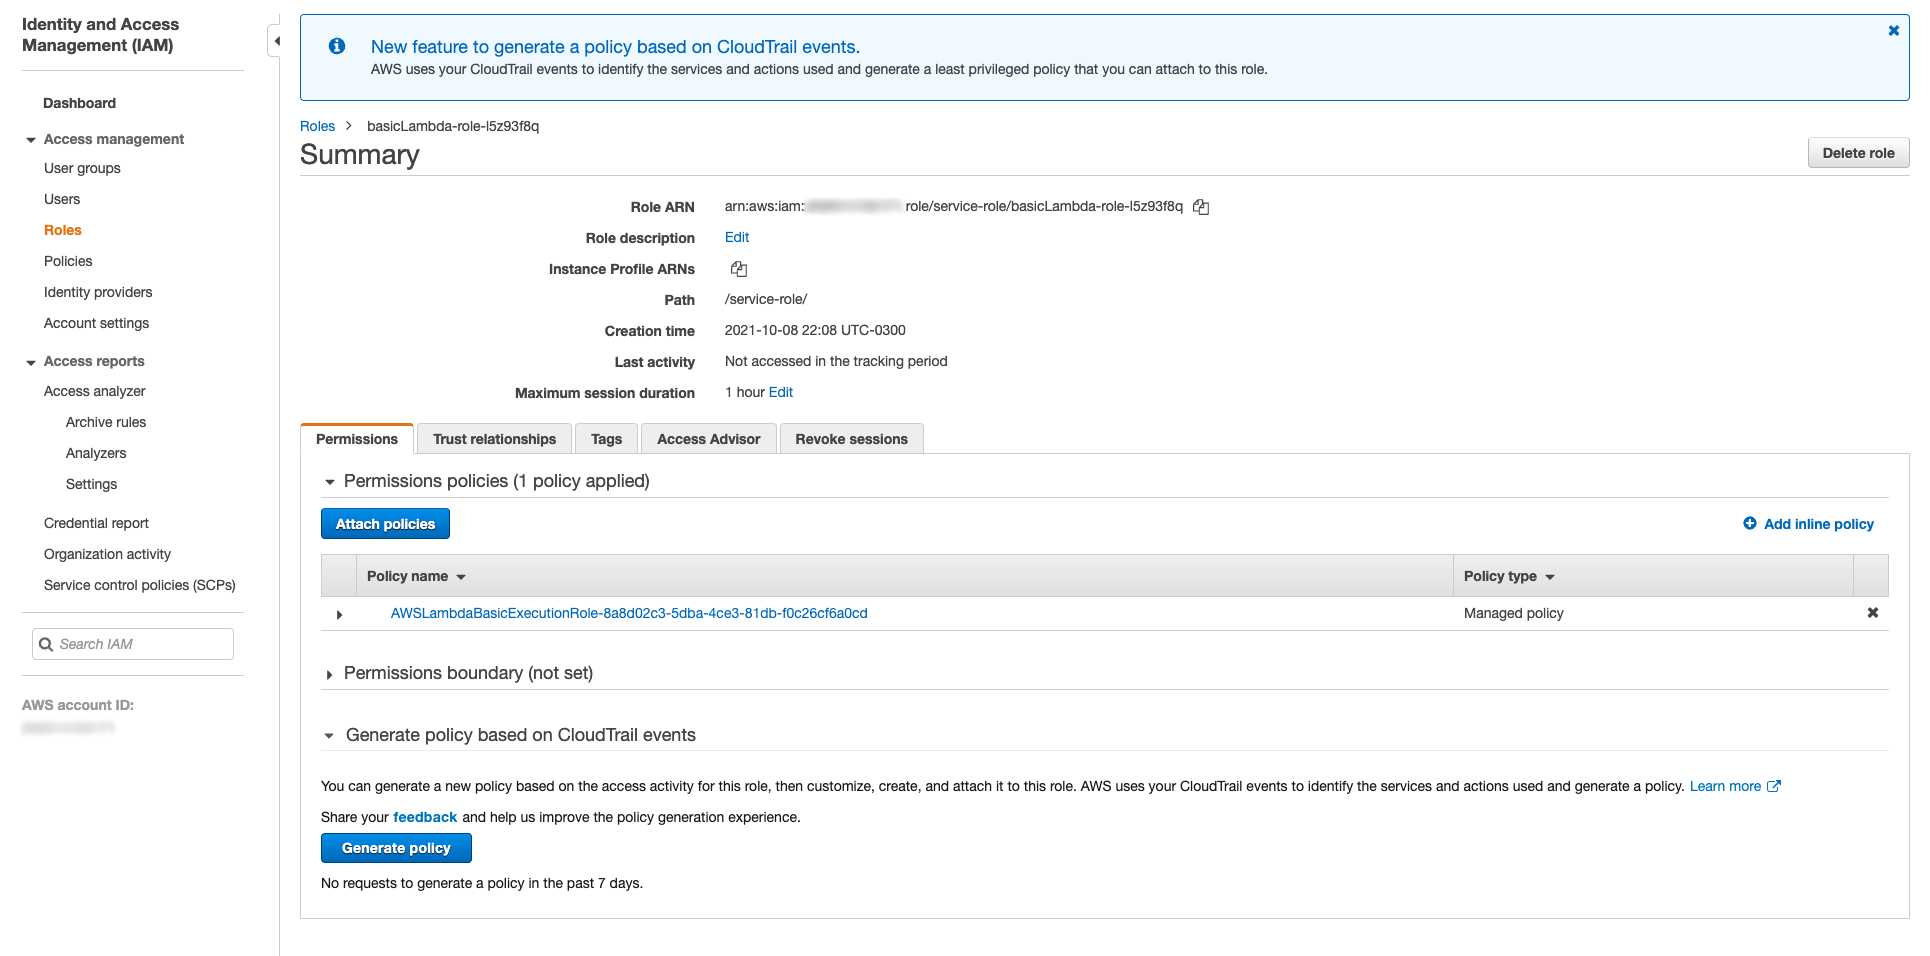 Identity and Access
Management (IAM)
Dashboard
Access management
User groups
Users
Roles
Policies
Identity providers
Account settings
Access reports
Access analyzer
Archive rules
Analyzers
Settings
Credential report
Organization activity
Service control policies (SCPs)
Search IAM
AWS account ID:
New feature to generate a policy based on CloudTrail events.
AWS uses your CloudTrail events to identify the services and actions used and generate a least privileged policy that you can attach to this role.
Roles > basicLambda-role-l5z93f8q
Summary
Delete role
Role ARN arn:aws:iam: role/service-role/basicLambda-role-l5z93f8q
Role description Edit
Instance Profile ARNs
Path /service-role/
Creation time 2021-10-08 22:08 UTC-0300
Last activity Not accessed in the tracking period
Maximum session duration 1 hour Edit
Permissions Trust relationships Tags Access Advisor Revoke sessions
Permissions policies (1 policy applied)
Attach policies Add inline policy
Policy name Policy type
AWSLambdaBasicExecutionRole-8a8d02c3-5dba-4ce3-81db-f0c26cf6a0cd Managed policy
Permissions boundary (not set)
Generate policy based on CloudTrail events
You can generate a new policy based on the access activity for this role, then customize, create, and attach it to this role. AWS uses your CloudTrail events to identify the services and actions used and generate a policy. Learn more
Share your feedback and help us improve the policy generation experience.
Generate policy
No requests to generate a policy in the past 7 days.